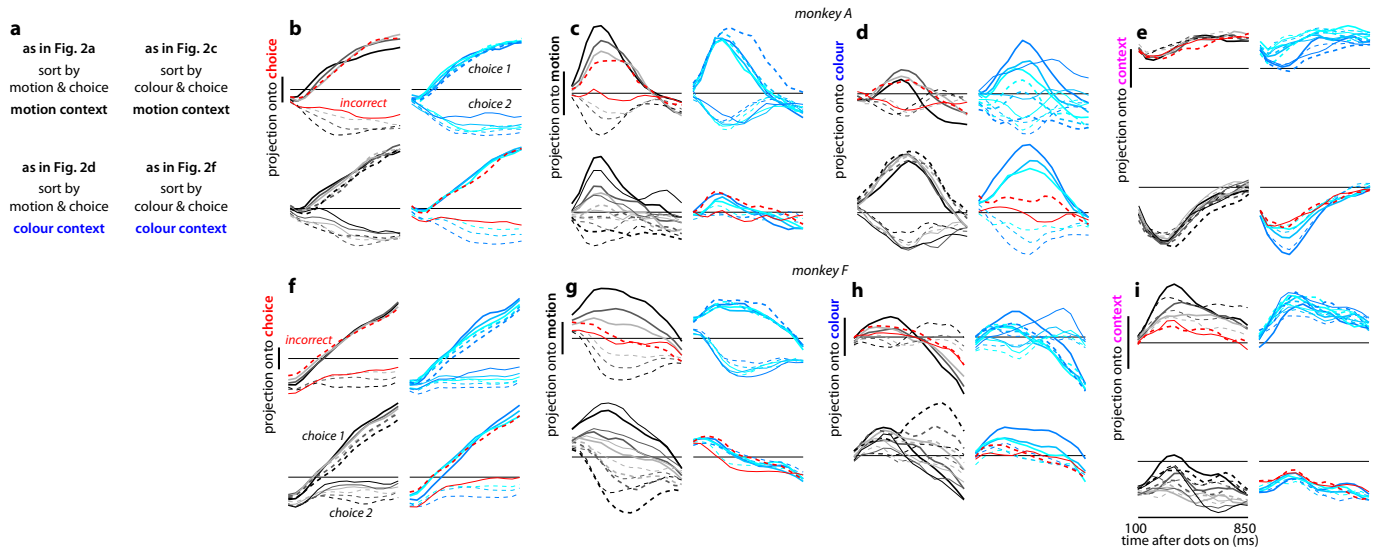 monkey A
a
as in Fig. 2a
sort by
motion & choice
motion context
as in Fig. 2c
sort by
colour & choice
motion context
as in Fig. 2d
sort by
motion & choice
colour context
as in Fig. 2f
sort by
colour & choice
colour context
b
projection onto choice
incorrect
choice 1
choice 2
c
projection onto motion
d
projection onto colour
e
projection onto context
monkey F
f
projection onto choice
incorrect
choice 1
choice 2
g
projection onto motion
h
projection onto colour
i
projection onto context
100
850
time after dots on (ms)